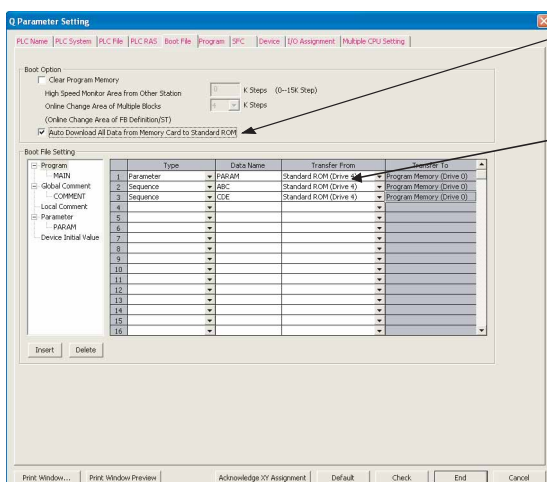 Q Parameter Setting
PLC Name PLC System PLC File PLC RAS Boot File Program SFC Device I/O Assignment Multiple CPU Setting
Boot Option
Clear Program Memory
High Speed Monitor Area from Other Station 0 K Steps (0--15K Step)
Online Change Area of Multiple Blocks 4 K Steps
(Online Change Area of FB Definition/ST)
Auto Download All Data from Memory Card to Standard ROM
Boot File Setting
Program
MAIN
Global Comment
COMMENT
Local Comment
Parameter
PARAM
Device Initial Value
Type Data Name Transfer From Transfer To
1 Parameter PARAM Standard ROM (Drive 4) Program Memory (Drive 0)
2 Sequence ABC Standard ROM (Drive 4) Program Memory (Drive 0)
3 Sequence CDE Standard ROM (Drive 4) Program Memory (Drive 0)
4
5
6
7
8
9
10
11
12
13
14
15
16
Insert Delete
Print Window... Print Window Preview Acknowledge XY Assignment Default Check End Cancel